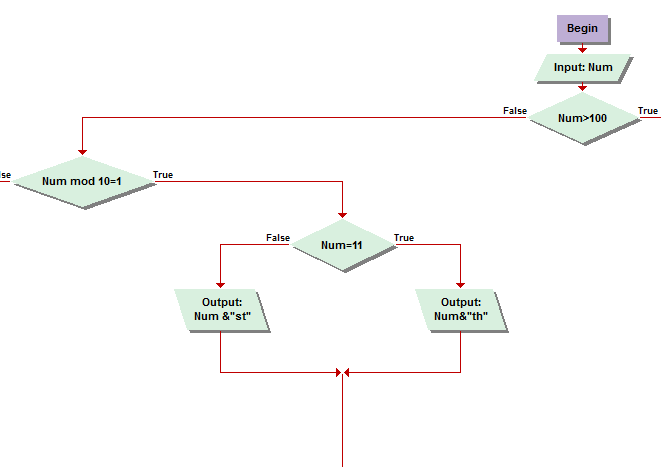 Begin
Input: Num
False
True
Num>100
lse
Num mod 10=1
True
False
Num=11
True
Output:
Num &"st"
Output:
Num&"th"